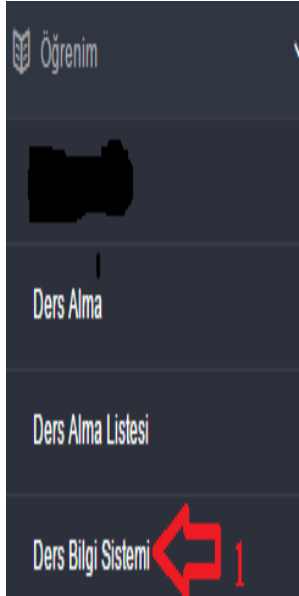 Öğrenim
Ders Alma
Ders Alma Listesi
Ders Bilgi Sistemi 1